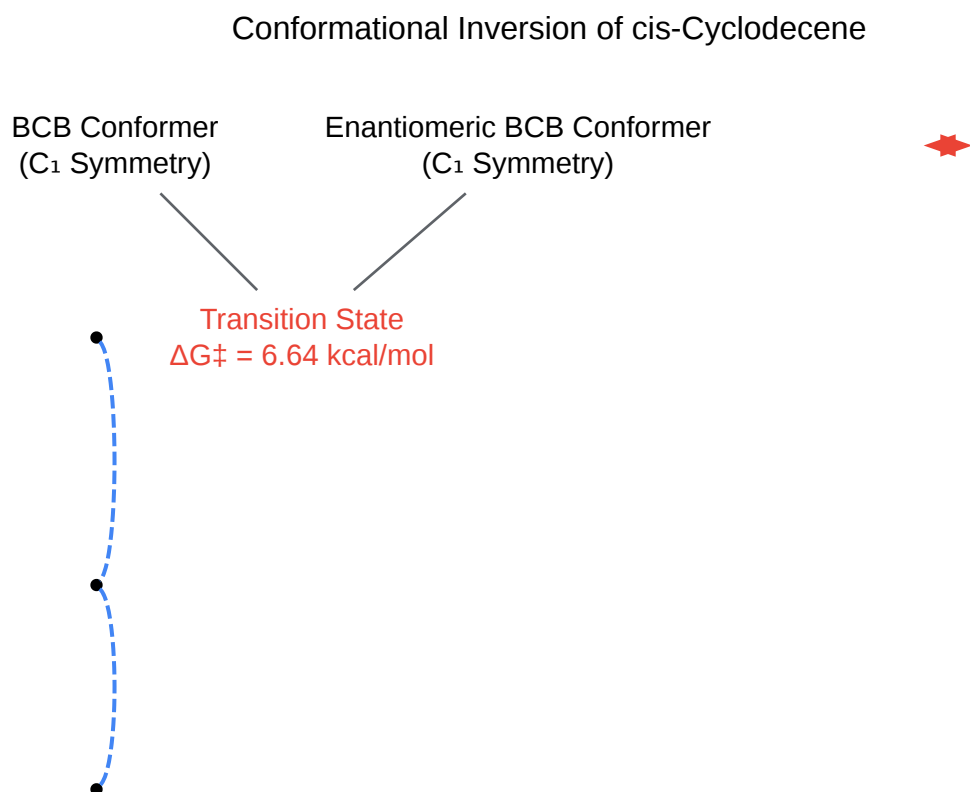 Conformational Inversion of cis-Cyclodecene
BCB Conformer
(C₁ Symmetry)
Enantiomeric BCB Conformer
(C₁ Symmetry)
Transition State
ΔG‡ = 6.64 kcal/mol